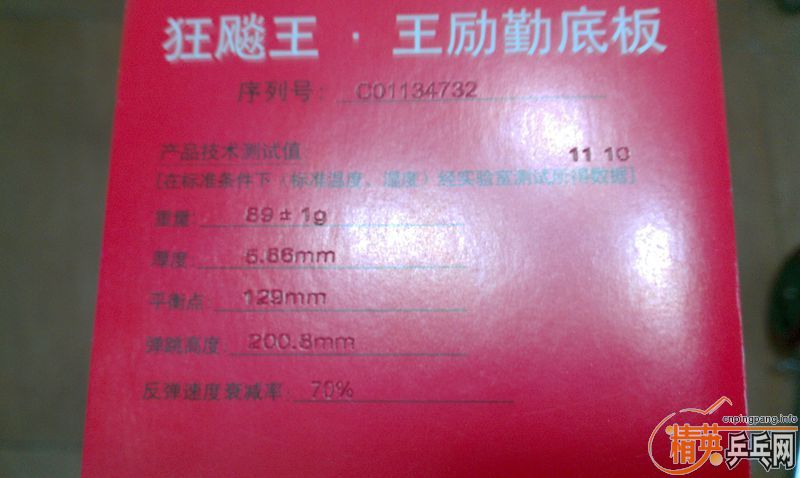 狂飚王·王励勤底板
序列号: C01134732
产品技术测试值: 11 10
[在标准条件下（标准温度、湿度）经实验室测试所得数据]
重量: 89±1g
厚度: 5.86mm
平衡点: 129mm
弹跳高度: 200.8mm
反弹速度衰减率: 70%
cnpingpang.info
精英乒乓网